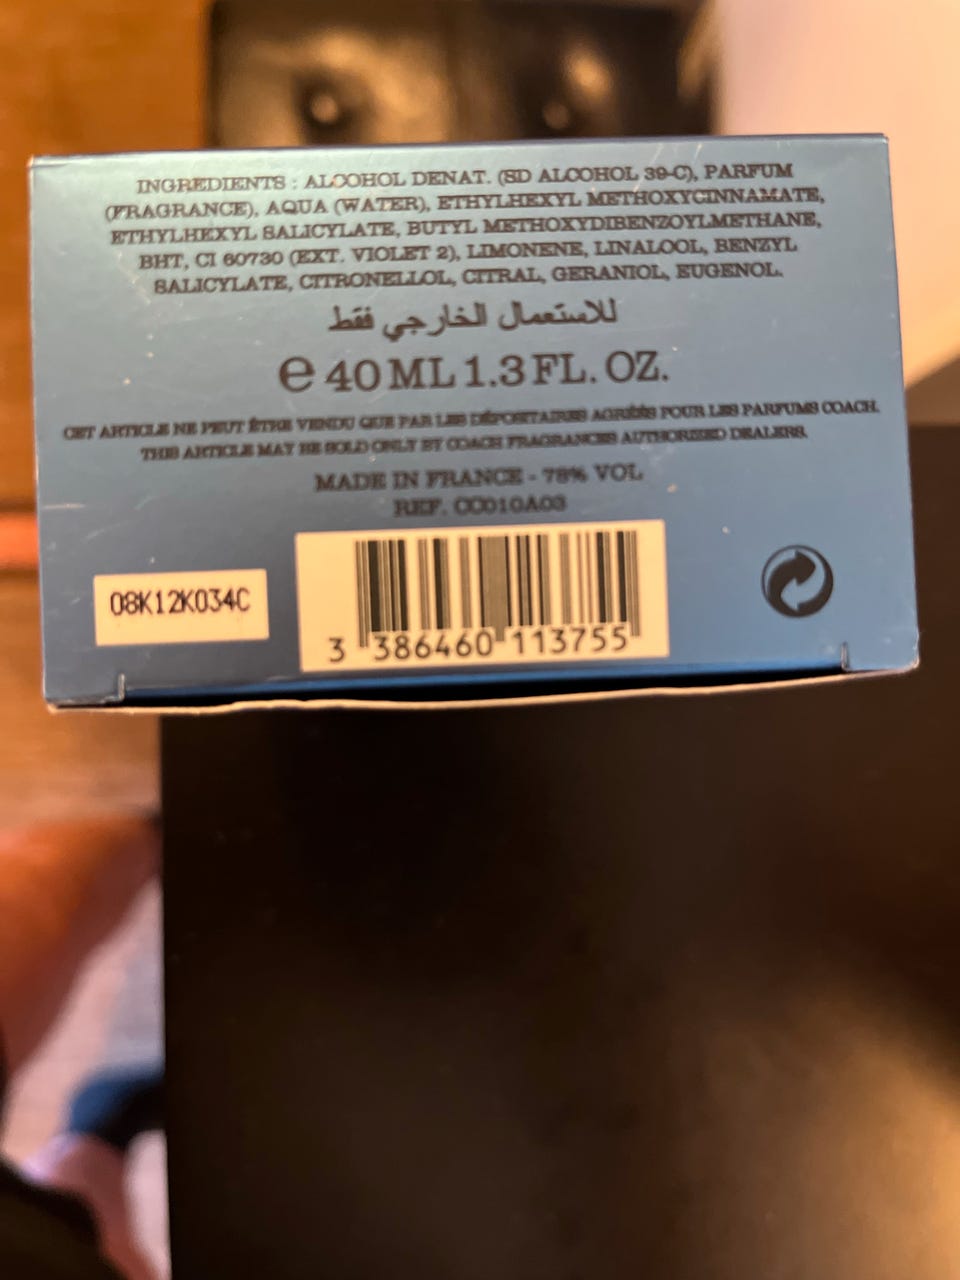 INGREDIENTS : ALCOHOL DENAT. (SD ALCOHOL 39-C), PARFUM
(FRAGRANCE), AQUA (WATER), ETHYLHEXYL METHOXYCINNAMATE,
ETHYLHEXYL SALICYLATE, BUTYL METHOXYDIBENZOYLMETHANE,
BHT, CI 60730 (EXT. VIOLET 2), LIMONENE, LINALOOL, BENZYL
SALICYLATE, CITRONELLOL, CITRAL, GERANIOL, EUGENOL.
للاستعمال الخارجي فقط
℮ 40 ML 1.3 FL. OZ.
CET ARTICLE NE PEUT ÊTRE VENDU QUE PAR LES DÉPOSITAIRES AGRÉÉS POUR LES PARFUMS COACH.
THIS ARTICLE MAY BE SOLD ONLY BY COACH FRAGRANCES AUTHORIZED DEALERS.
MADE IN FRANCE - 78% VOL
REF. CC010A03
08K12K034C
3 386460 113755